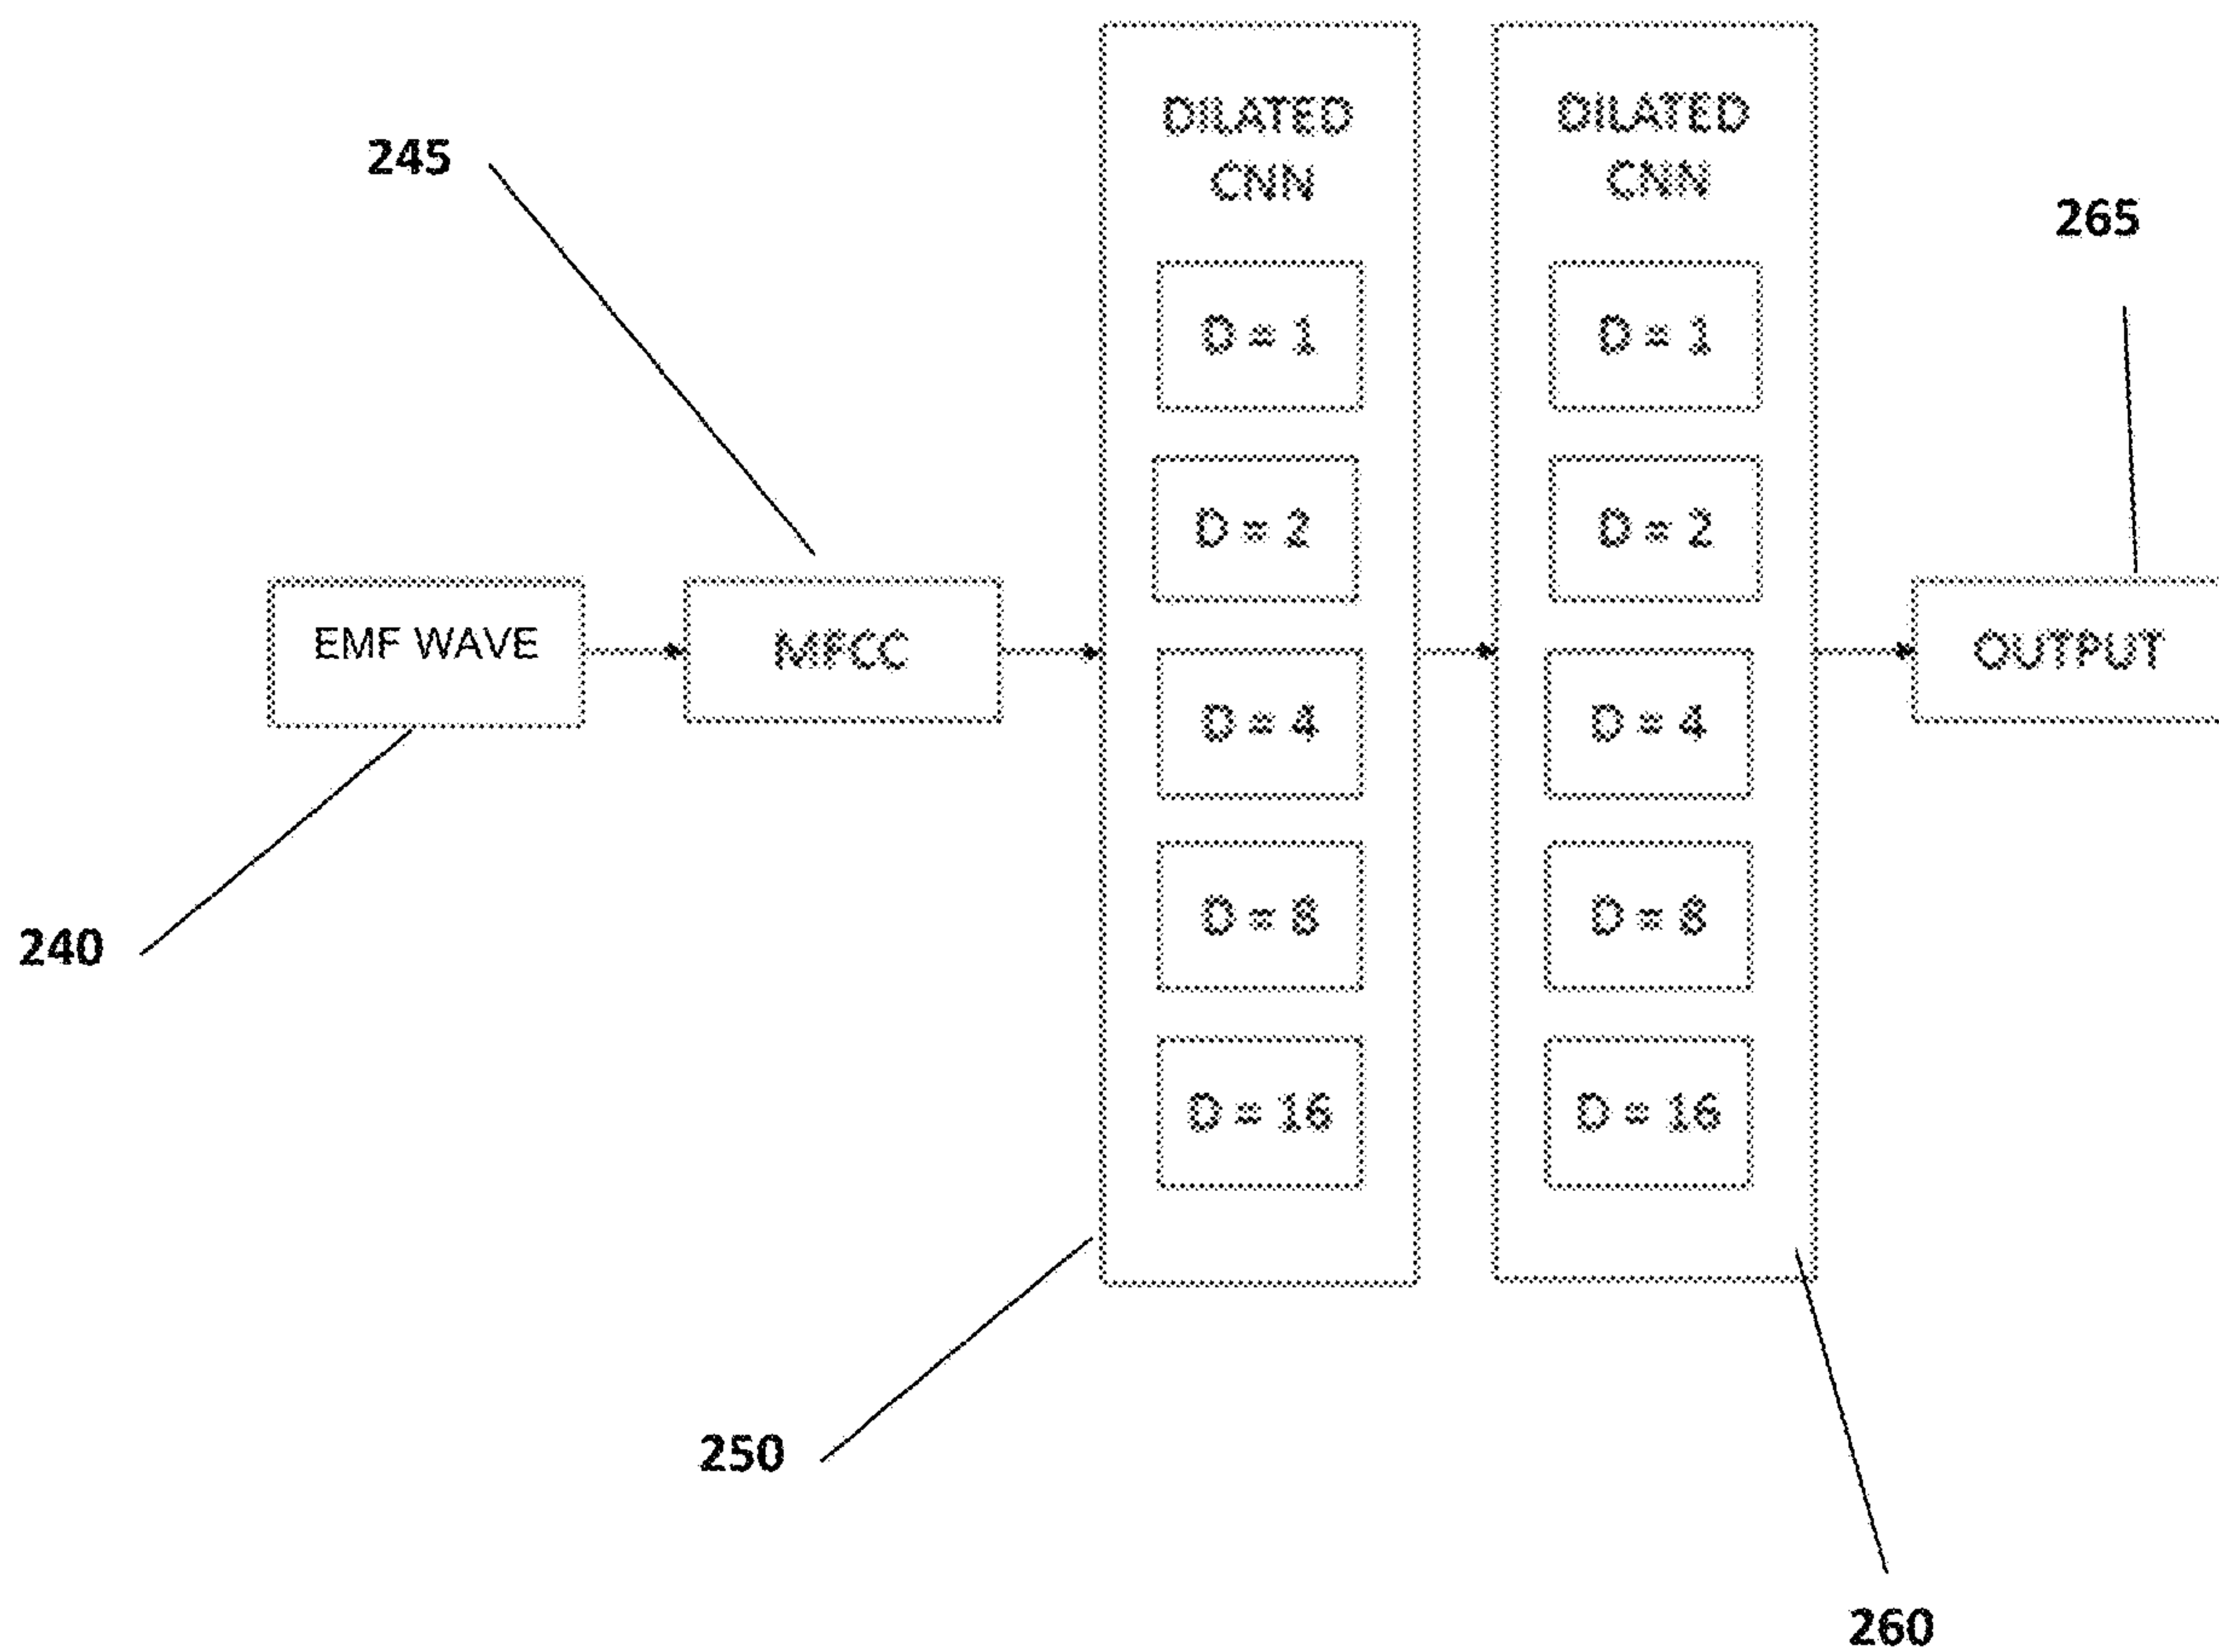 245
240
EMF WAVE
MFCC
DILATED
CNN
D = 1
D = 2
D = 4
D = 8
D = 16
250
DILATED
CNN
D = 1
D = 2
D = 4
D = 8
D = 16
260
265
OUTPUT